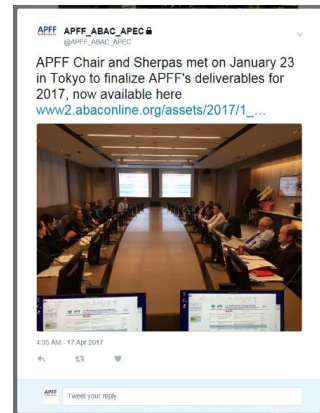 APFF APFF_ABAC_APEC
@APFF_ABAC_APEC
APFF Chair and Sherpas met on January 23
in Tokyo to finalize APFF's deliverables for
2017, now available here
www2.abaconline.org/assets/2017/1_...
4:35 AM - 17 Apr 2017
APFF Tweet your reply